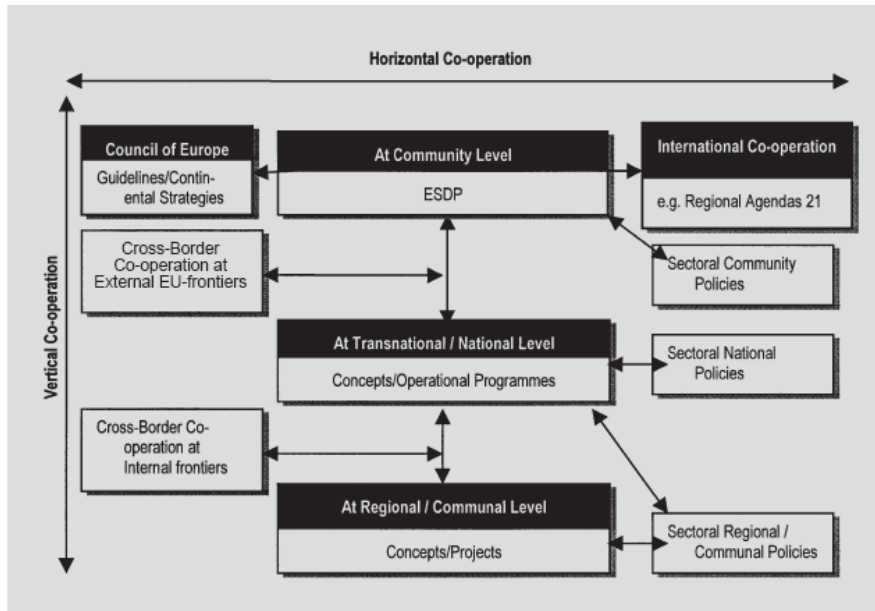 Horizontal Co-operation
Vertical Co-operation
Council of Europe
Guidelines/Contin-
ental Strategies
At Community Level
ESDP
International Co-operation
e.g. Regional Agendas 21
Cross-Border
Co-operation at
External EU-frontiers
Sectoral Community
Policies
At Transnational / National Level
Concepts/Operational Programmes
Sectoral National
Policies
Cross-Border Co-
operation at
Internal frontiers
At Regional / Communal Level
Concepts/Projects
Sectoral Regional /
Communal Policies